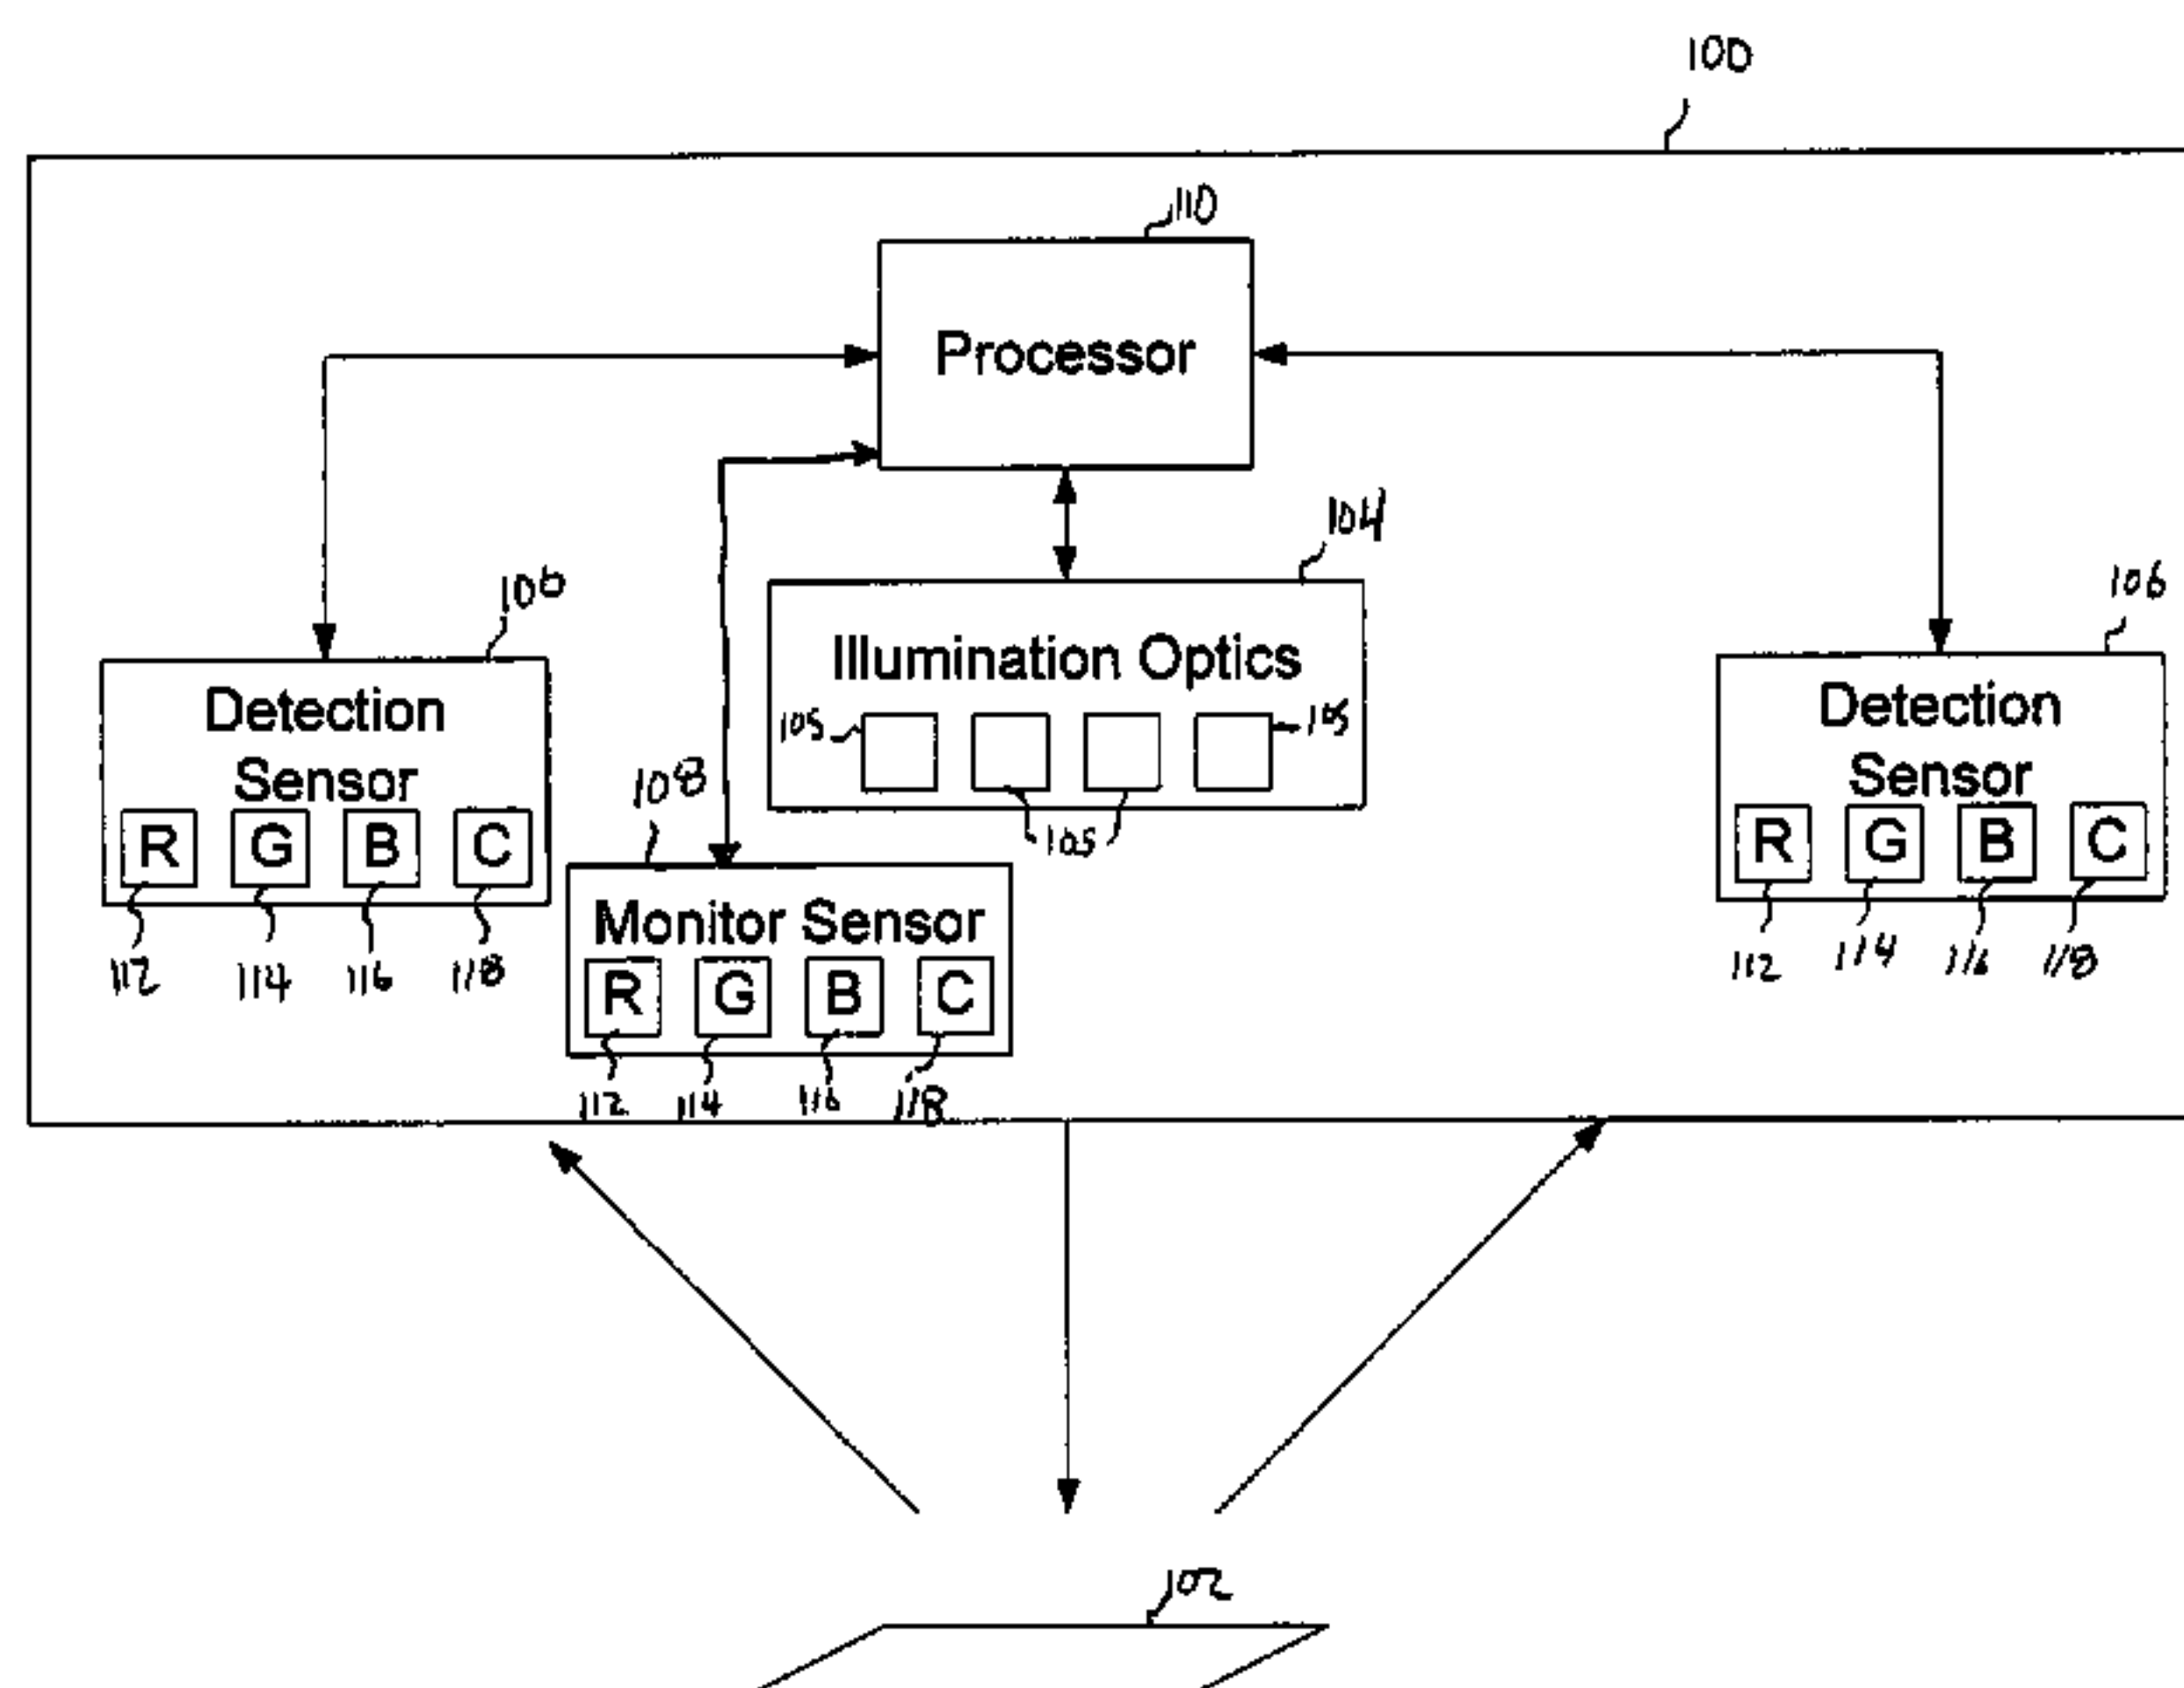 100
110
Processor
104
106
106
Illumination Optics
Detection
Sensor
Detection
Sensor
105
105
108
105
R G B C
R G B C
Monitor Sensor
112 114 116 118
112 114 116 118
R G B C
112 114 116 118
102